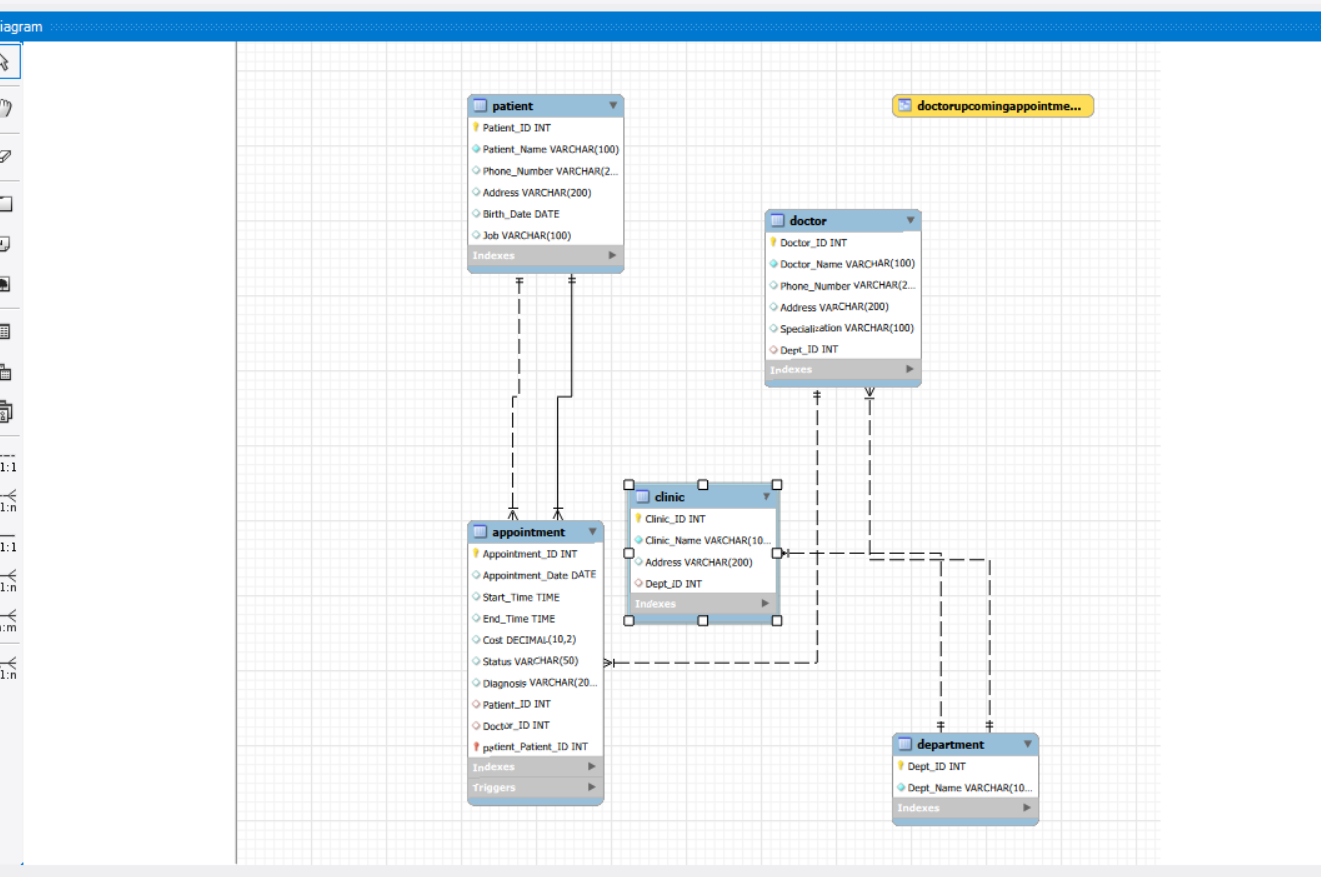 iagram
patient
Patient_ID INT
Patient_Name VARCHAR(100)
Phone_Number VARCHAR(2...
Address VARCHAR(200)
Birth_Date DATE
Job VARCHAR(100)
Indexes
doctorupcomingappointme...
doctor
Doctor_ID INT
Doctor_Name VARCHAR(100)
Phone_Number VARCHAR(2...
Address VARCHAR(200)
Specialization VARCHAR(100)
Dept_ID INT
Indexes
clinic
Clinic_ID INT
Clinic_Name VARCHAR(10...
Address VARCHAR(200)
Dept_ID INT
Indexes
appointment
Appointment_ID INT
Appointment_Date DATE
Start_Time TIME
End_Time TIME
Cost DECIMAL(10,2)
Status VARCHAR(50)
Diagnosis VARCHAR(20...
Patient_ID INT
Doctor_ID INT
patient_Patient_ID INT
Indexes
Triggers
department
Dept_ID INT
Dept_Name VARCHAR(10...
Indexes
1:1
1:n
1:1
1:n
n:m
1:n